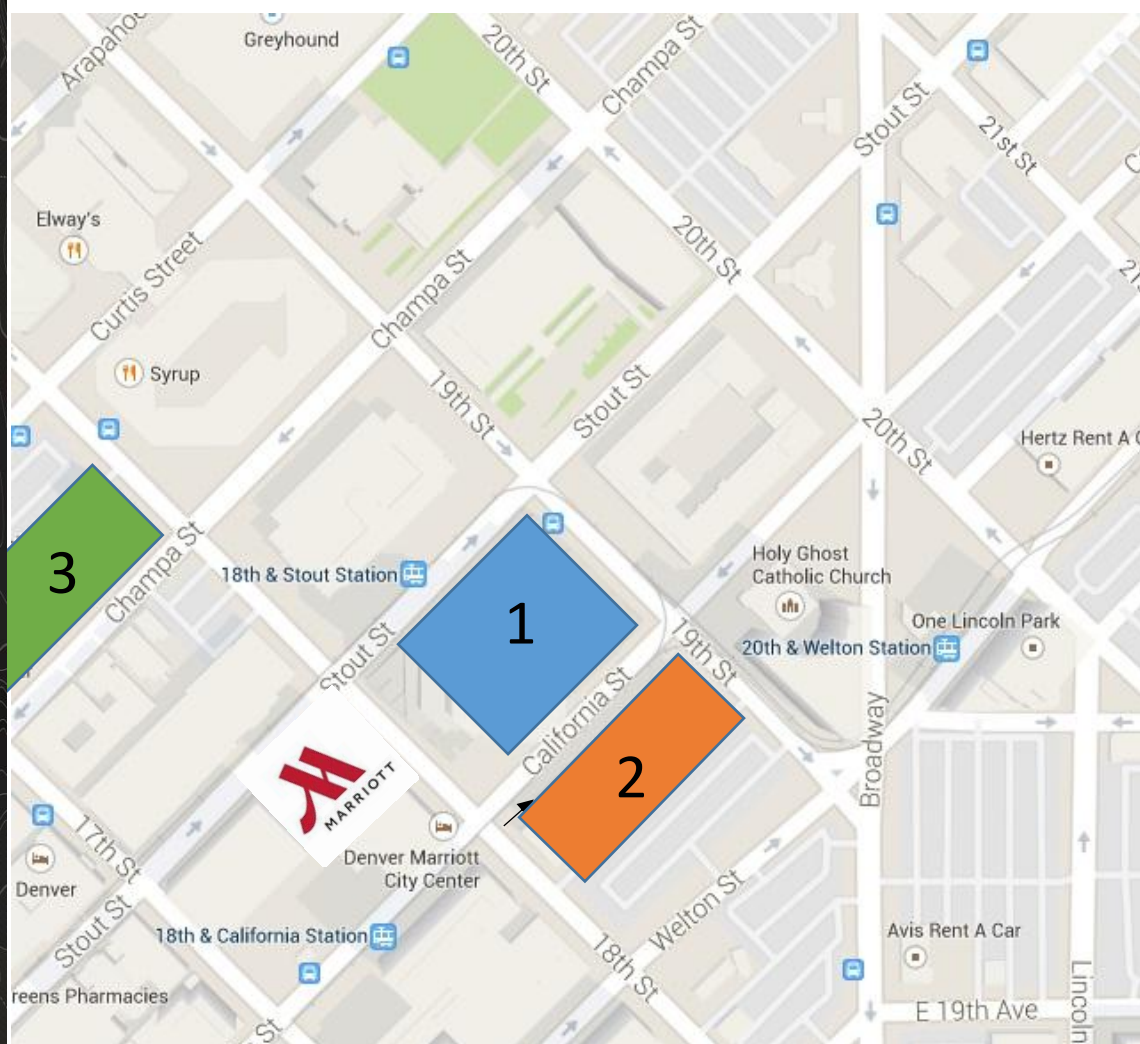 Greyhound
Arapaho
20th St
Champa St
Stout St
21st St
Elway's
Curtis Street
Champa St
20th St
Syrup
19th St
Stout St
20th St
Hertz Rent A
3
Champa St
18th & Stout Station
1
Holy Ghost
Catholic Church
One Lincoln Park
20th & Welton Station
19th St
Stout St
California St
MARRIOTT
2
Broadway
17th St
Denver Marriott
City Center
Denver
Stout St
18th & California Station
Welton St
18th St
Avis Rent A Car
reens Pharmacies
E 19th Ave
Lincoln
St